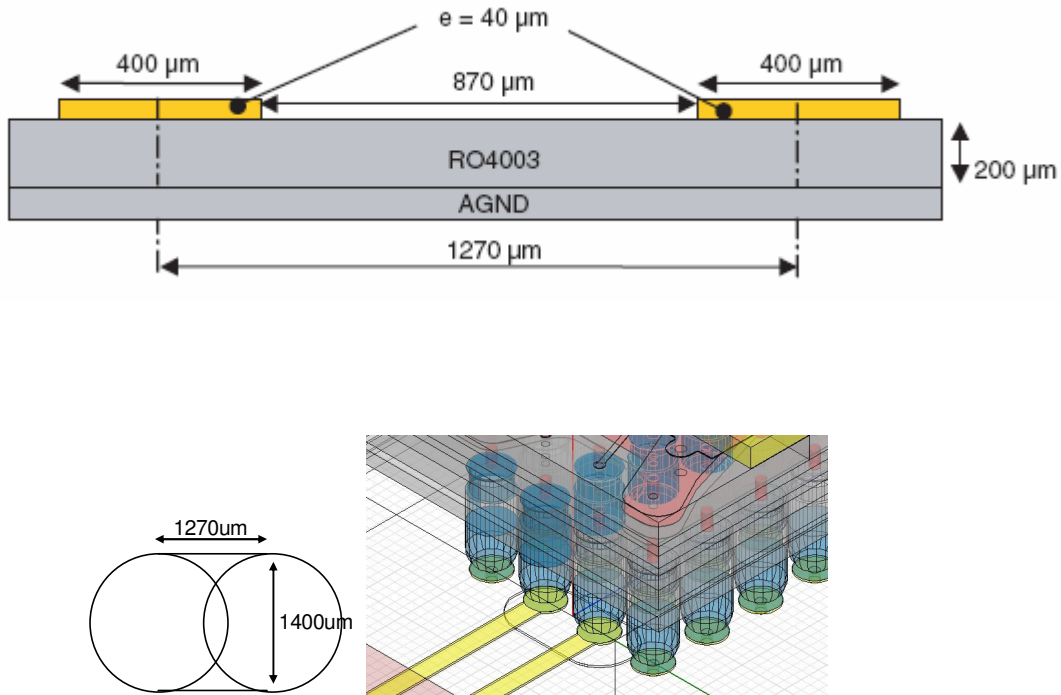 e = 40 µm
400 µm
870 µm
400 µm
RO4003
200 µm
AGND
1270 µm
1270um
1400um